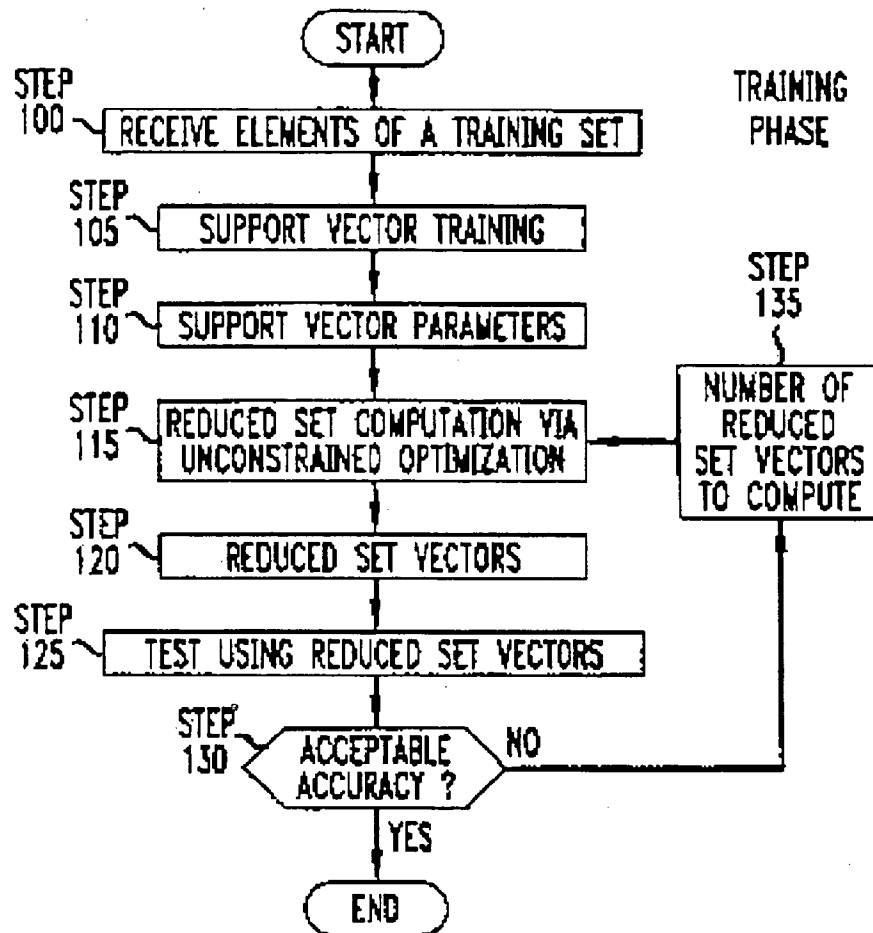 START
STEP
100
RECEIVE ELEMENTS OF A TRAINING SET
TRAINING
PHASE
STEP
105
SUPPORT VECTOR TRAINING
STEP
110
SUPPORT VECTOR PARAMETERS
STEP
115
REDUCED SET COMPUTATION VIA
UNCONSTRAINED OPTIMIZATION
STEP
135
NUMBER OF
REDUCED
SET VECTORS
TO COMPUTE
STEP
120
REDUCED SET VECTORS
STEP
125
TEST USING REDUCED SET VECTORS
STEP
130
ACCEPTABLE
ACCURACY ?
NO
YES
END